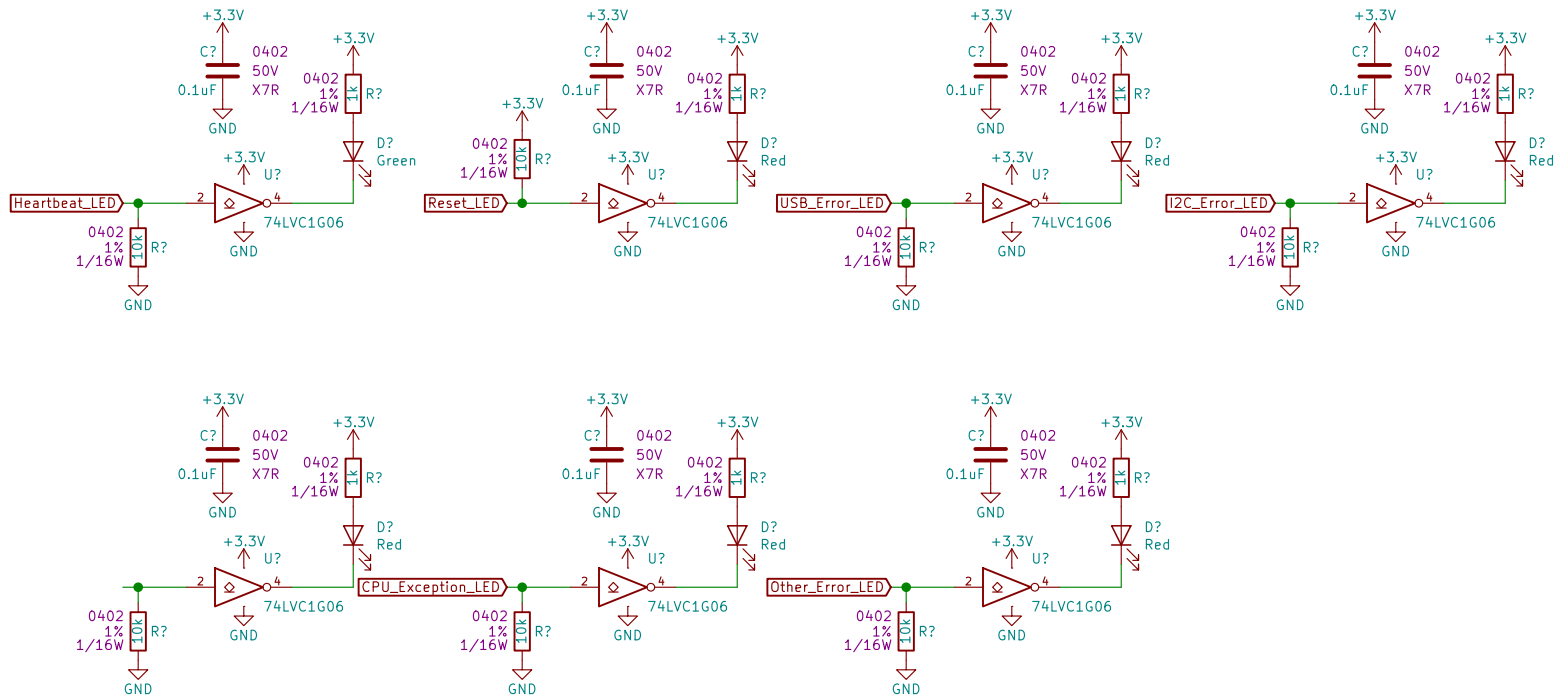 +3.3V
C?
0.1uF
0402
50V
X7R
GND
+3.3V
0402
1%
1/16W
1k
R?
D?
Green
+3.3V
U?
Heartbeat_LED
2
4
74LVC1G06
GND
0402
1%
1/16W
10k
R?
GND
+3.3V
C?
0.1uF
0402
50V
X7R
GND
+3.3V
0402
1%
1/16W
1k
R?
D?
Red
+3.3V
0402
1%
1/16W
10k
R?
+3.3V
U?
Reset_LED
2
4
74LVC1G06
GND
+3.3V
C?
0.1uF
0402
50V
X7R
GND
+3.3V
0402
1%
1/16W
1k
R?
D?
Red
+3.3V
U?
USB_Error_LED
2
4
74LVC1G06
GND
0402
1%
1/16W
10k
R?
GND
+3.3V
C?
0.1uF
0402
50V
X7R
GND
+3.3V
0402
1%
1/16W
1k
R?
D?
Red
+3.3V
U?
I2C_Error_LED
2
4
74LVC1G06
GND
0402
1%
1/16W
10k
R?
GND
+3.3V
C?
0.1uF
0402
50V
X7R
GND
+3.3V
0402
1%
1/16W
1k
R?
D?
Red
+3.3V
U?
2
4
74LVC1G06
GND
0402
1%
1/16W
10k
R?
GND
+3.3V
C?
0.1uF
0402
50V
X7R
GND
+3.3V
0402
1%
1/16W
1k
R?
D?
Red
+3.3V
U?
CPU_Exception_LED
2
4
74LVC1G06
GND
0402
1%
1/16W
10k
R?
GND
+3.3V
C?
0.1uF
0402
50V
X7R
GND
+3.3V
0402
1%
1/16W
1k
R?
D?
Red
+3.3V
U?
Other_Error_LED
2
4
74LVC1G06
GND
0402
1%
1/16W
10k
R?
GND